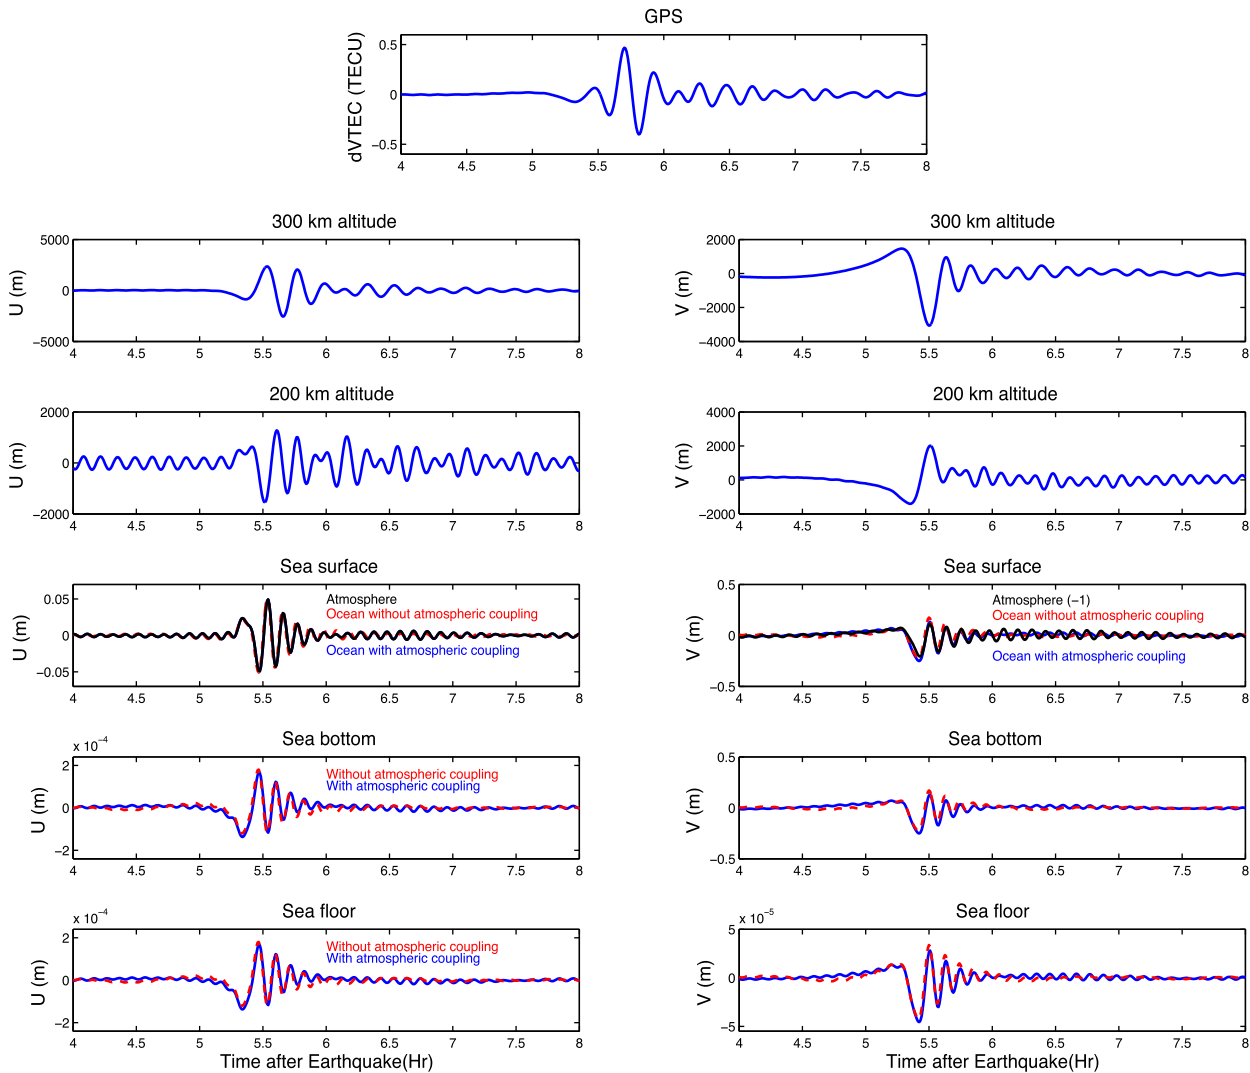 GPS
dVTEC (TECU)
0.5
0
−0.5
4 4.5 5 5.5 6 6.5 7 7.5 8
300 km altitude
U (m)
5000
0
−5000
4 4.5 5 5.5 6 6.5 7 7.5 8
300 km altitude
V (m)
2000
0
−2000
−4000
4 4.5 5 5.5 6 6.5 7 7.5 8
200 km altitude
U (m)
2000
0
−2000
4 4.5 5 5.5 6 6.5 7 7.5 8
200 km altitude
V (m)
4000
2000
0
−2000
4 4.5 5 5.5 6 6.5 7 7.5 8
Sea surface
U (m)
0.05
0
−0.05
Atmosphere
Ocean without atmospheric coupling
Ocean with atmospheric coupling
4 4.5 5 5.5 6 6.5 7 7.5 8
Sea surface
V (m)
0.5
0
−0.5
Atmosphere (−1)
Ocean without atmospheric coupling
Ocean with atmospheric coupling
4 4.5 5 5.5 6 6.5 7 7.5 8
Sea bottom
x 10⁻⁴
U (m)
2
0
−2
Without atmospheric coupling
With atmospheric coupling
4 4.5 5 5.5 6 6.5 7 7.5 8
Sea bottom
V (m)
0.5
0
−0.5
4 4.5 5 5.5 6 6.5 7 7.5 8
Sea floor
x 10⁻⁴
U (m)
2
0
−2
Without atmospheric coupling
With atmospheric coupling
4 4.5 5 5.5 6 6.5 7 7.5 8
Time after Earthquake(Hr)
Sea floor
x 10⁻⁵
V (m)
5
0
−5
4 4.5 5 5.5 6 6.5 7 7.5 8
Time after Earthquake(Hr)